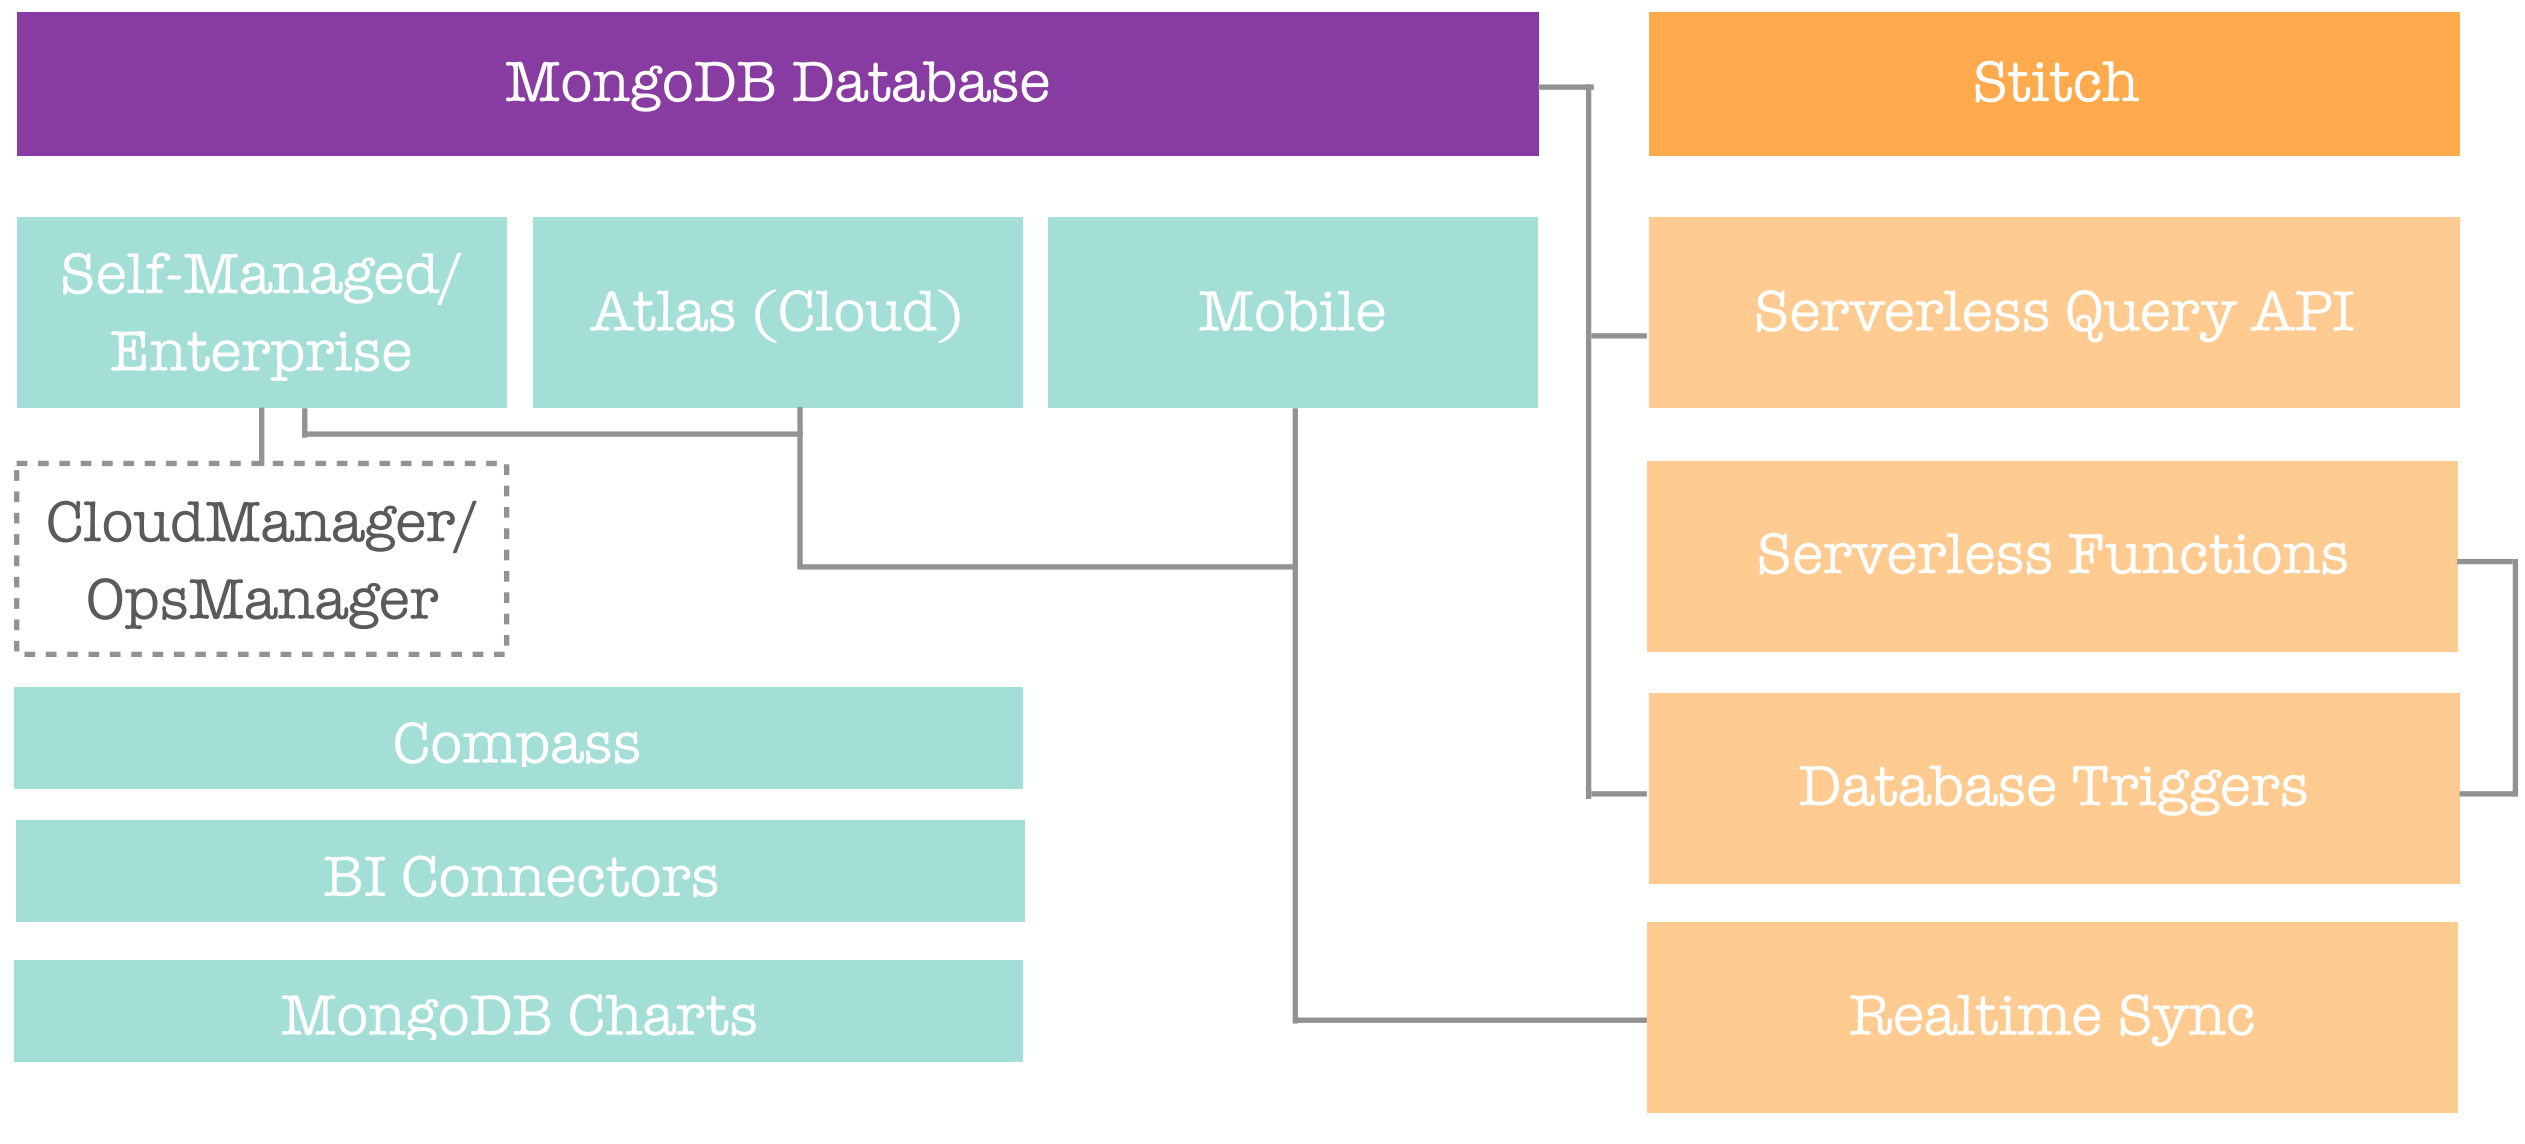 MongoDB Database
Stitch
Self-Managed/
Enterprise
Atlas (Cloud)
Mobile
Serverless Query API
CloudManager/
OpsManager
Serverless Functions
Compass
Database Triggers
BI Connectors
MongoDB Charts
Realtime Sync